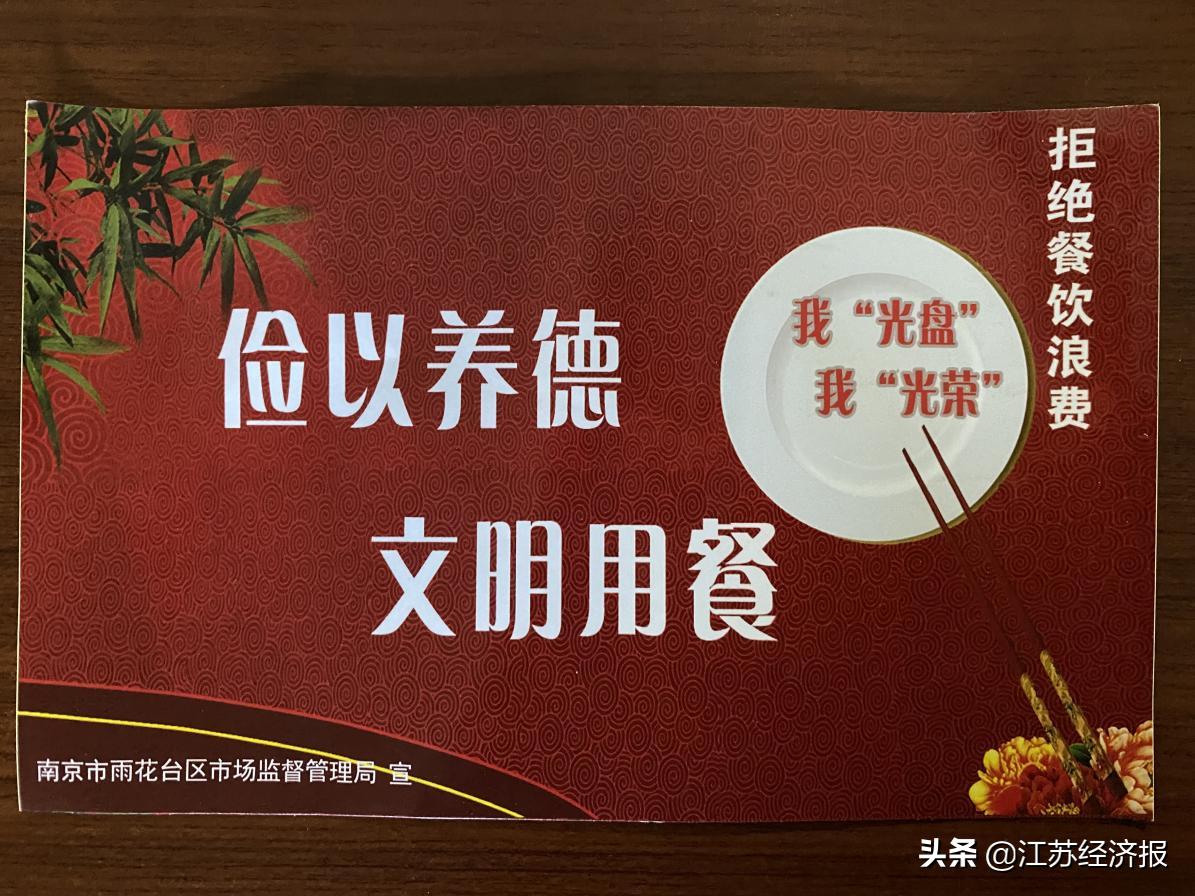 拒绝餐饮浪费
我“光盘”
我“光荣”
俭以养德
文明用餐
南京市雨花台区市场监督管理局 宣
头条 @江苏经济报